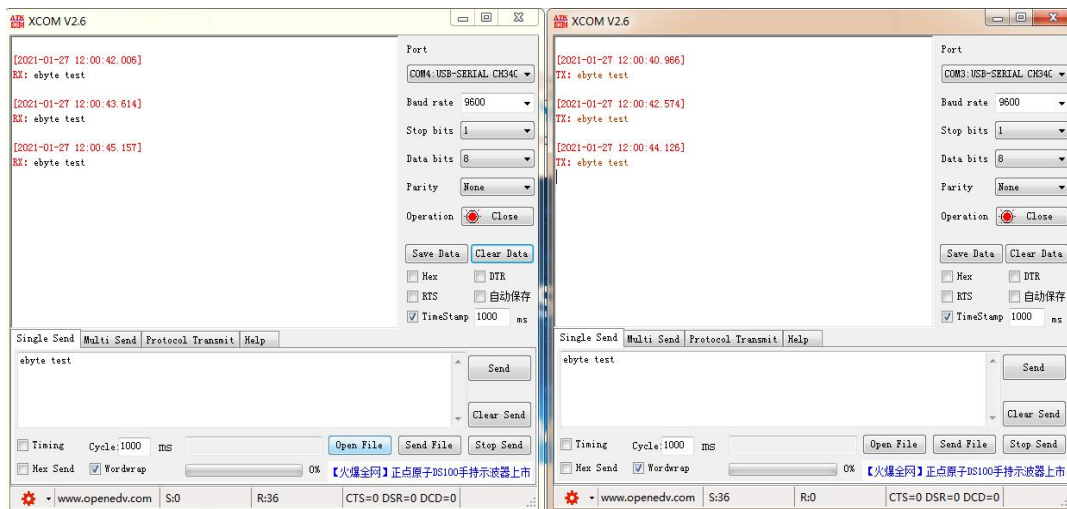 XCOM V2.6
[2021-01-27 12:00:42.006]
RX: ebyte test
[2021-01-27 12:00:43.614]
RX: ebyte test
[2021-01-27 12:00:45.157]
RX: ebyte test
Port
COM4:USB-SERIAL CH34C
Baud rate 9600
Stop bits 1
Data bits 8
Parity None
Operation Close
Save Data Clear Data
Hex DTR
RTS 自动保存
TimeStamp 1000 ms
Single Send Multi Send Protocol Transmit Help
ebyte test
Send
Clear Send
Timing Cycle:1000 ms Open File Send File Stop Send
Hex Send Wordwrap 0% 【火爆全网】正点原子DS100手持示波器上市
www.openedv.com S:0 R:36 CTS=0 DSR=0 DCD=0
XCOM V2.6
[2021-01-27 12:00:40.966]
TX: ebyte test
[2021-01-27 12:00:42.574]
TX: ebyte test
[2021-01-27 12:00:44.126]
TX: ebyte test
Port
COM3:USB-SERIAL CH34C
Baud rate 9600
Stop bits 1
Data bits 8
Parity None
Operation Close
Save Data Clear Data
Hex DTR
RTS 自动保存
TimeStamp 1000 ms
Single Send Multi Send Protocol Transmit Help
ebyte test
Send
Clear Send
Timing Cycle:1000 ms Open File Send File Stop Send
Hex Send Wordwrap 0% 【火爆全网】正点原子DS100手持示波器上市
www.openedv.com S:36 R:0 CTS=0 DSR=0 DCD=0